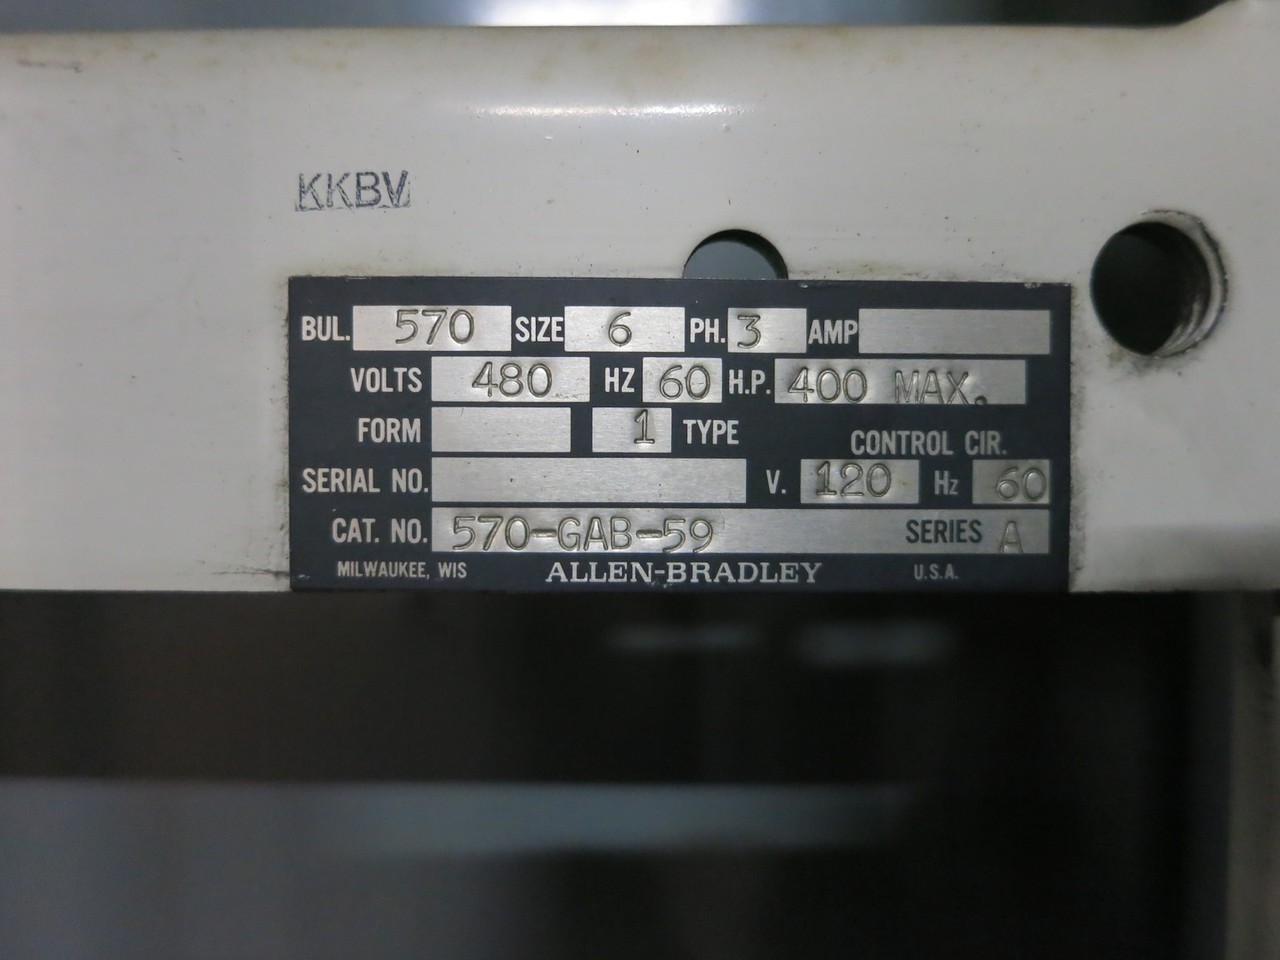 KKBV
BUL. 570 SIZE 6 PH. 3 AMP
VOLTS 480 HZ 60 H.P. 400 MAX.
FORM 1 TYPE
CONTROL CIR.
SERIAL NO. V. 120 Hz 60
CAT. NO. 570-GAB-59 SERIES A
MILWAUKEE, WIS ALLEN-BRADLEY U.S.A.